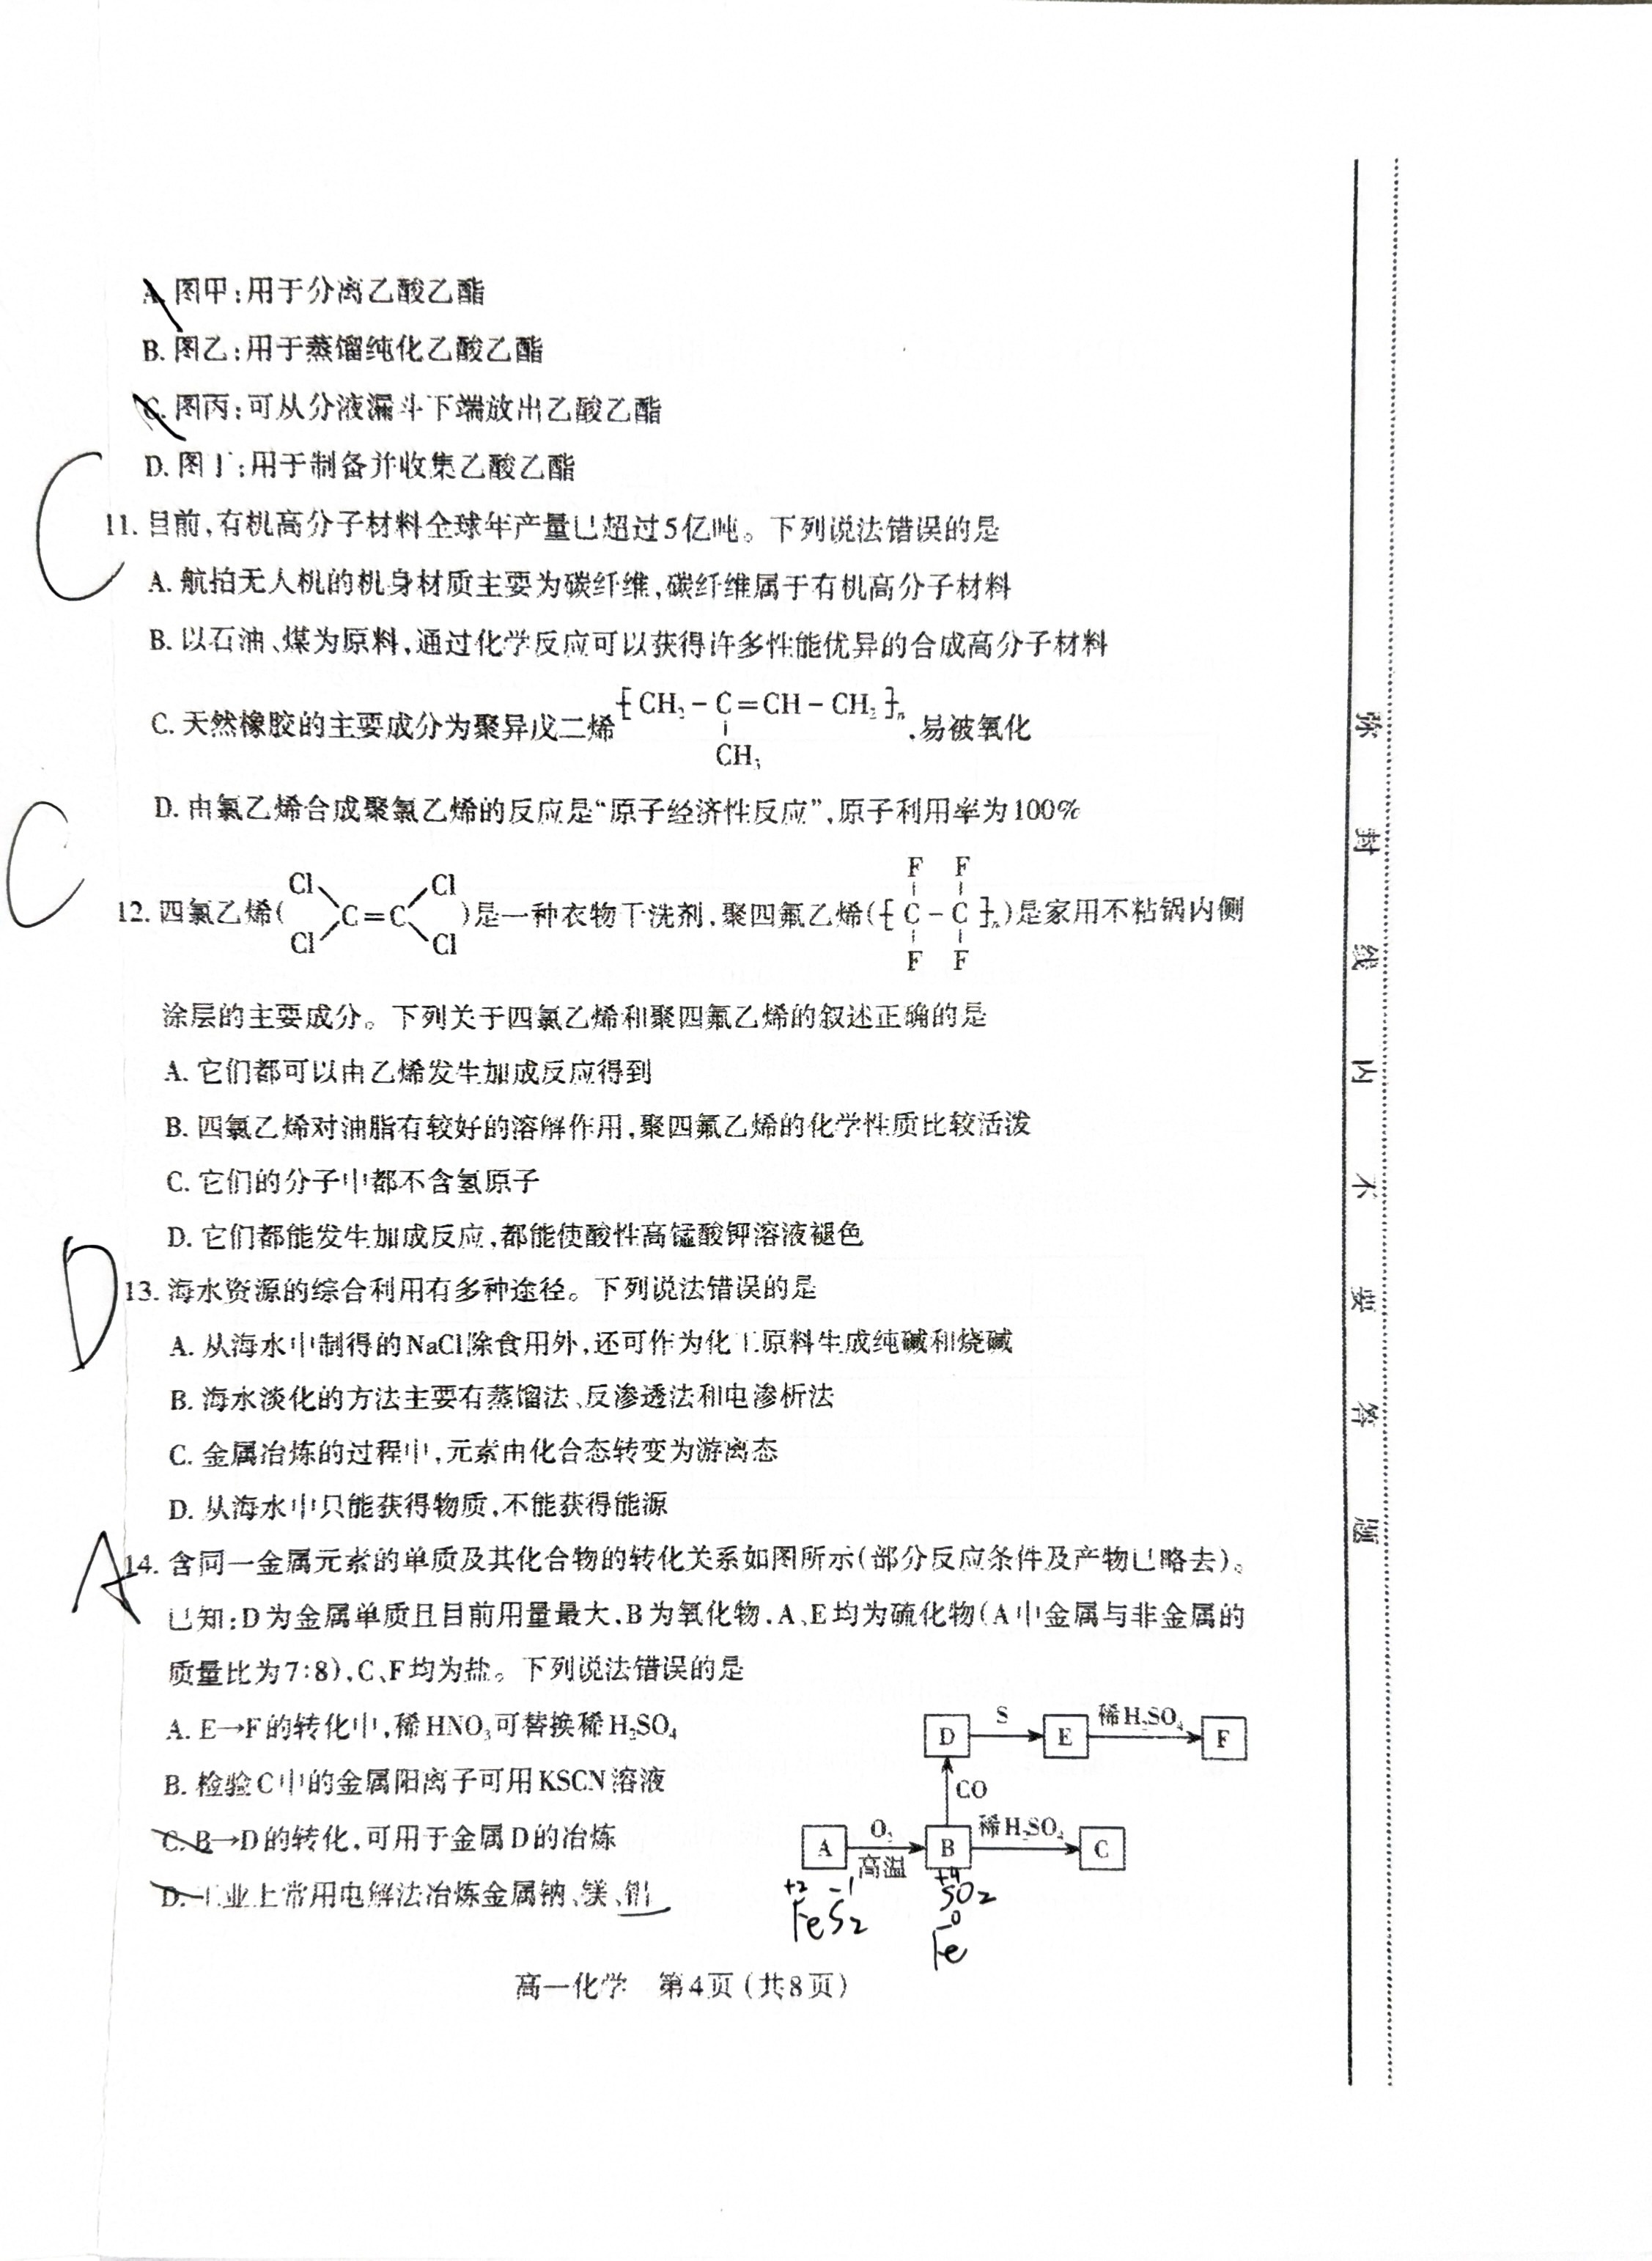 A. 图甲:用于分离乙酸乙酯
B. 图乙:用于蒸馏纯化乙酸乙酯
C. 图丙:可从分液漏斗下端放出乙酸乙酯
D. 图丁:用于制备并收集乙酸乙酯
C
11. 目前,有机高分子材料全球年产量已超过5亿吨。下列说法错误的是
A. 航拍无人机的机身材质主要为碳纤维,碳纤维属于有机高分子材料
B. 以石油、煤为原料,通过化学反应可以获得许多性能优异的合成高分子材料
C. 天然橡胶的主要成分为聚异戊二烯 ⁅CH₂-C=CH-CH₂⁆ₙ,易被氧化
CH₃
D. 由氯乙烯合成聚氯乙烯的反应是“原子经济性反应”,原子利用率为100%
C
Cl Cl F F
12. 四氯乙烯( C=C )是一种衣物干洗剂,聚四氟乙烯(⁅C-C⁆ₙ)是家用不粘锅内侧
Cl Cl F F
涂层的主要成分。下列关于四氯乙烯和聚四氟乙烯的叙述正确的是
A. 它们都可以由乙烯发生加成反应得到
B. 四氯乙烯对油脂有较好的溶解作用,聚四氟乙烯的化学性质比较活泼
C. 它们的分子中都不含氢原子
D. 它们都能发生加成反应,都能使酸性高锰酸钾溶液褪色
D
13. 海水资源的综合利用有多种途径。下列说法错误的是
A. 从海水中制得的NaCl除食用外,还可作为化工原料生成纯碱和烧碱
B. 海水淡化的方法主要有蒸馏法、反渗透法和电渗析法
C. 金属冶炼的过程中,元素由化合态转变为游离态
D. 从海水中只能获得物质,不能获得能源
A
14. 含同一金属元素的单质及其化合物的转化关系如图所示(部分反应条件及产物已略去)。
已知:D为金属单质且目前用量最大,B为氧化物,A、E均为硫化物(A中金属与非金属的
质量比为7:8),C、F均为盐。下列说法错误的是
A. E→F的转化中,稀HNO₃可替换稀H₂SO₄
B. 检验C中的金属阳离子可用KSCN溶液
C. B→D的转化,可用于金属D的冶炼
D. 工业上常用电解法冶炼金属钠、镁、铝
D S E 稀H₂SO₄ F
CO
A O₂ 高温 B 稀H₂SO₄ C
+2 -1 +4
FeS₂ SO₂
0
Fe
高一化学 第4页(共8页)
弥 封 线 内 不 要 答 题